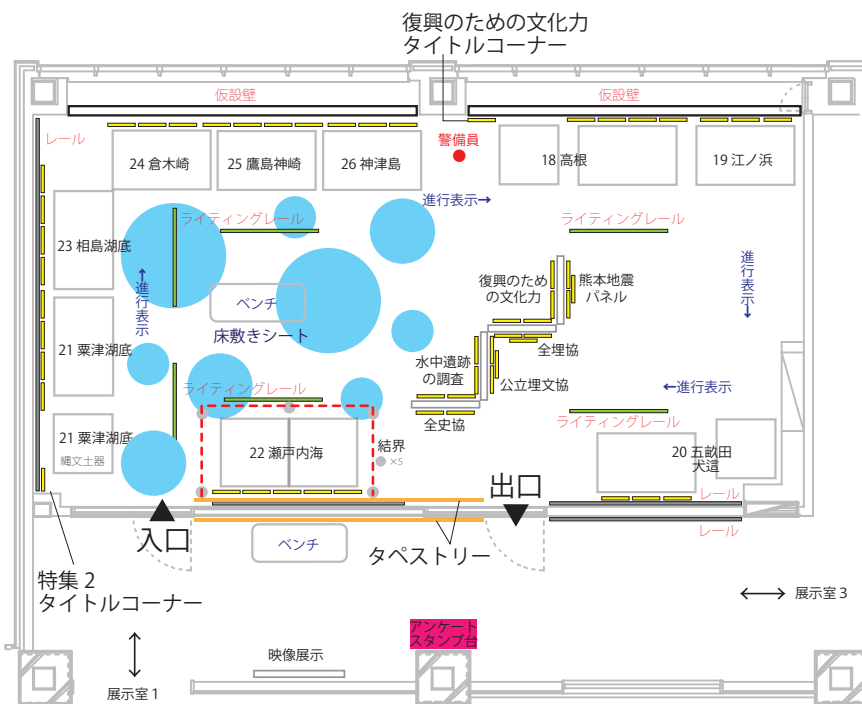 復興のための文化力
タイトルコーナー
仮設壁
仮設壁
レール
警備員
24 倉木崎
25 鷹島神崎
26 神津島
18 高根
19 江ノ浜
進行表示→
ライティングレール
ライティングレール
23 相島湖底
進行表示→
ベンチ
床敷きシート
復興のため
の文化力
熊本地震
パネル
進行表示→
21 粟津湖底
水中遺跡
の調査
全埋協
公立埋文協
←進行表示
ライティングレール
全史協
ライティングレール
21 粟津湖底
縄文土器
22 瀬戸内海
結界
×5
20 五畝田
犬這
レール
レール
入口
出口
ベンチ
タペストリー
特集 2
タイトルコーナー
展示室 3
アンケート
スタンプ台
映像展示
展示室 1